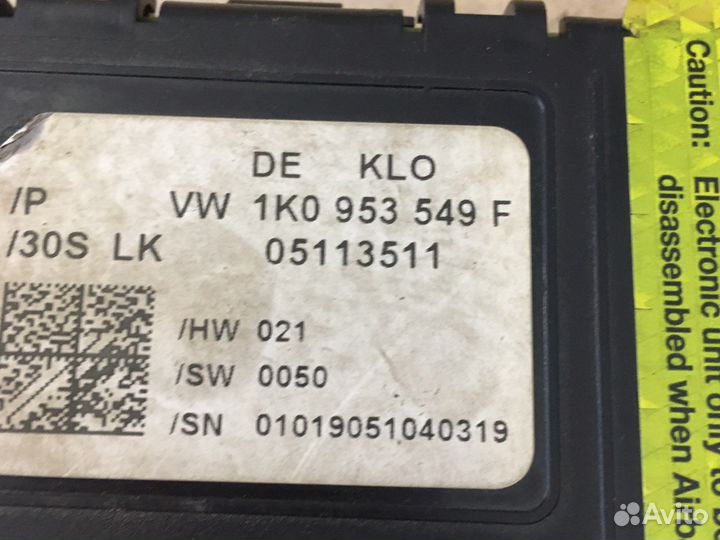 DE KLO
/P VW 1K0 953 549 F
/30S LK 05113511
/HW 021
/SW 0050
/SN 01019051040319
Caution: Electronic unit only to
disassembled when
Avito